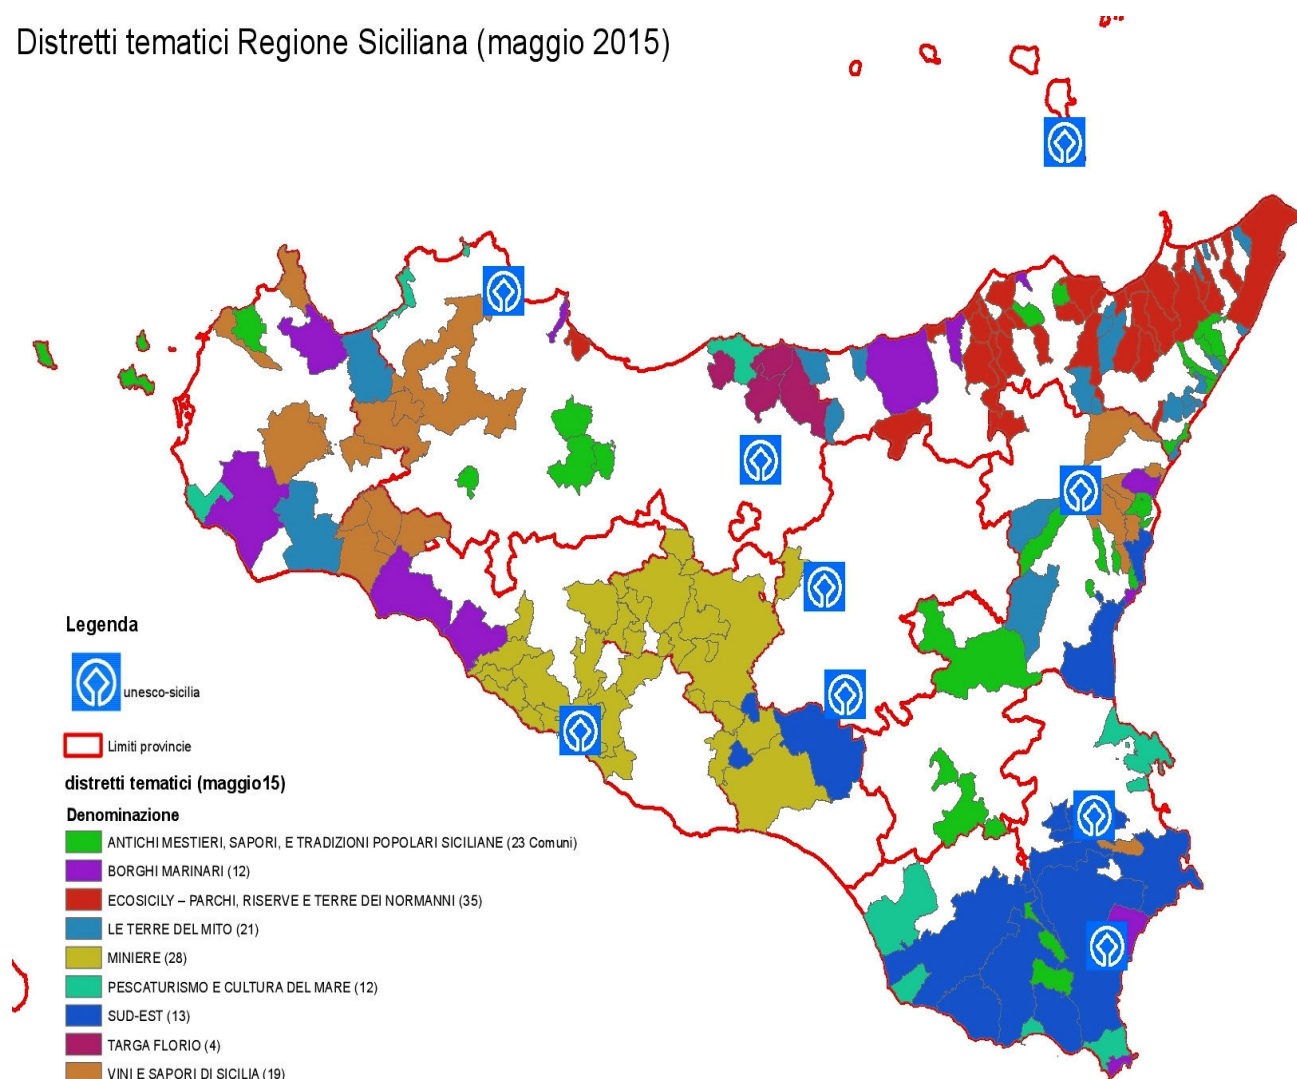 Distretti tematici Regione Siciliana (maggio 2015)
Legenda
unesco-sicilia
Limiti provincie
distretti tematici (maggio15)
Denominazione
ANTICHI MESTIERI, SAPORI, E TRADIZIONI POPOLARI SICILIANE (23 Comuni)
BORGHI MARINARI (12)
ECOSICILY – PARCHI, RISERVE E TERRE DEI NORMANNI (35)
LE TERRE DEL MITO (21)
MINIERE (28)
PESCATURISMO E CULTURA DEL MARE (12)
SUD-EST (13)
TARGA FLORIO (4)
VINI E SAPORI DI SICILIA (19)